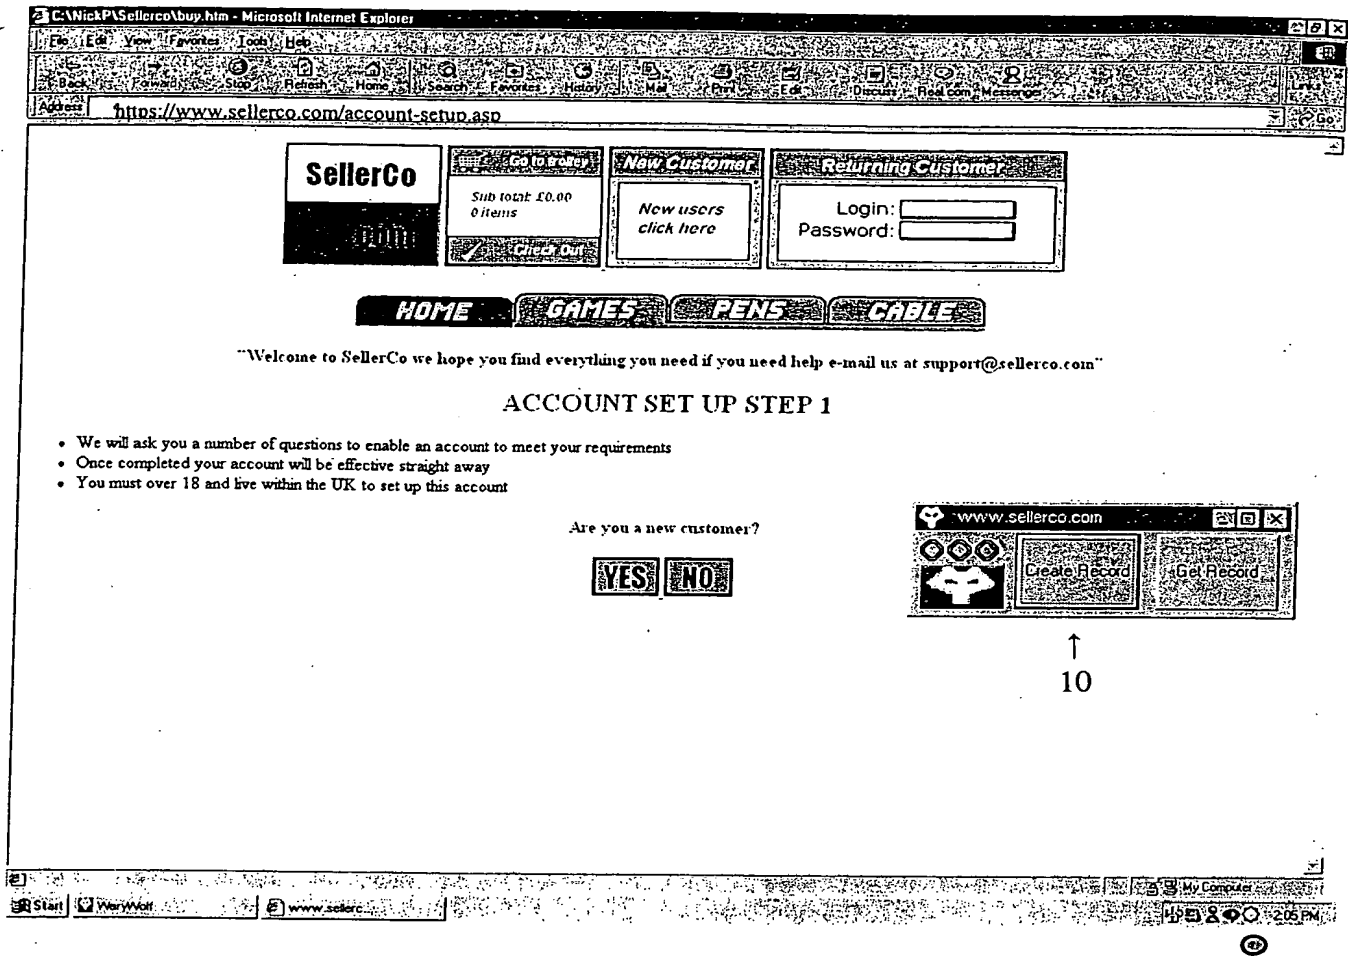 C:\NickP\Sellerco\buy.htm - Microsoft Internet Explorer
File Edit View Favorites Tools Help
Back Forward Stop Refresh Home Search Favorites History Mail Print Edit Discuss Real.com Messenger Links
Address https://www.sellerco.com/account-setup.asp Go
SellerCo
Go to trolley
Sub total: £0.00
0 items
Check Out
New Customer
New users
click here
Returning Customer
Login:
Password:
HOME GAMES PENS CABLE
"Welcome to SellerCo we hope you find everything you need if you need help e-mail us at support@sellerco.com"
ACCOUNT SET UP STEP 1
• We will ask you a number of questions to enable an account to meet your requirements
• Once completed your account will be effective straight away
• You must over 18 and live within the UK to set up this account
Are you a new customer?
YES NO
www.sellerco.com
Create Record Get Record
10
My Computer
Start WeryWolf www.sellerc... 2:05 PM